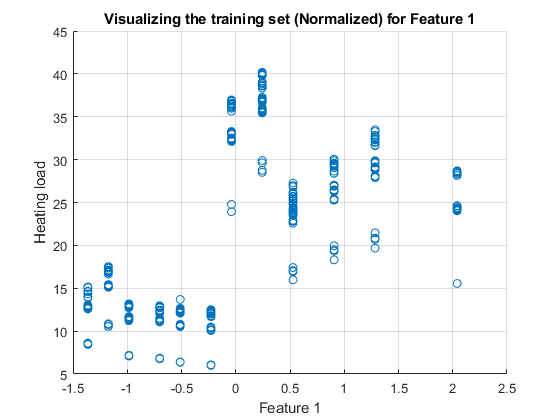 Visualizing the training set (Normalized) for Feature 1
45
40
35
30
25
20
15
10
5
Heating load
-1.5 -1 -0.5 0 0.5 1 1.5 2 2.5
Feature 1